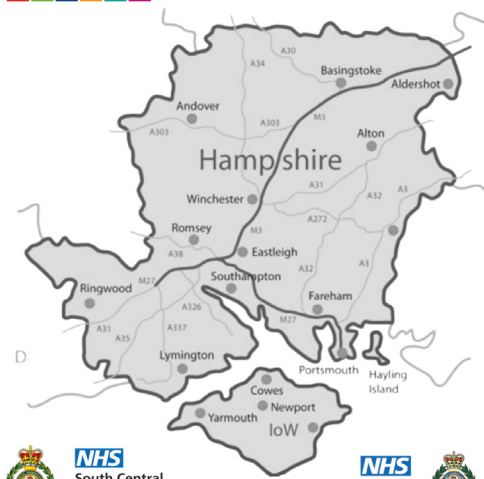 A30
A34
Basingstoke
Aldershot
Andover
M3
A303
A303
Alton
Hampshire
A31
A32
A3
Winchester
A272
Romsey
M3
Eastleigh
A38
A3
A32
M27
Southampton
Ringwood
Fareham
A326
M27
A31
A337
A35
D
Lymington
Portsmouth
Hayling
Island
Cowes
Newport
Yarmouth
IoW
NHS
South Central
NHS